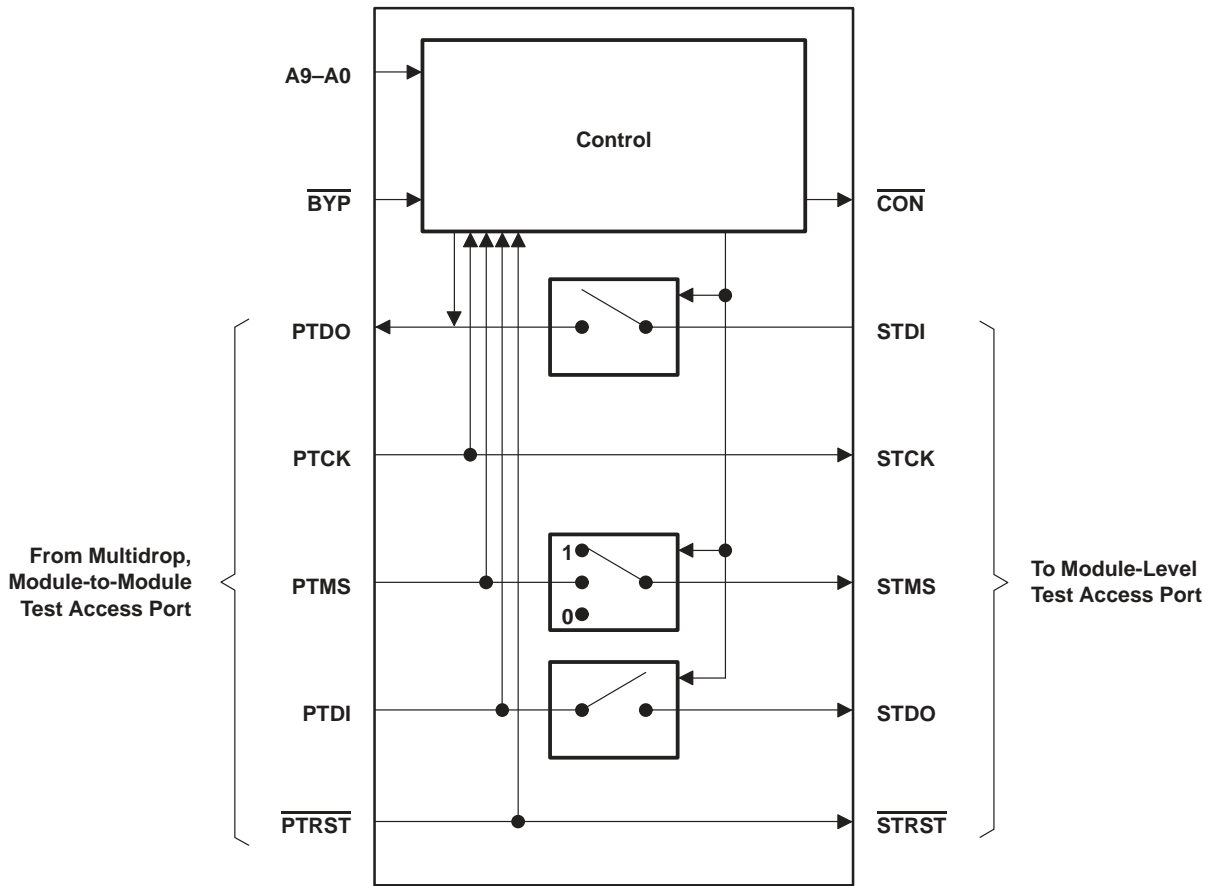 A9–A0
Control
BYP
CON
PTDO
STDI
PTCK
STCK
From Multidrop,
Module-to-Module
Test Access Port
1
PTMS
0
STMS
To Module-Level
Test Access Port
PTDI
STDO
PTRST
STRST